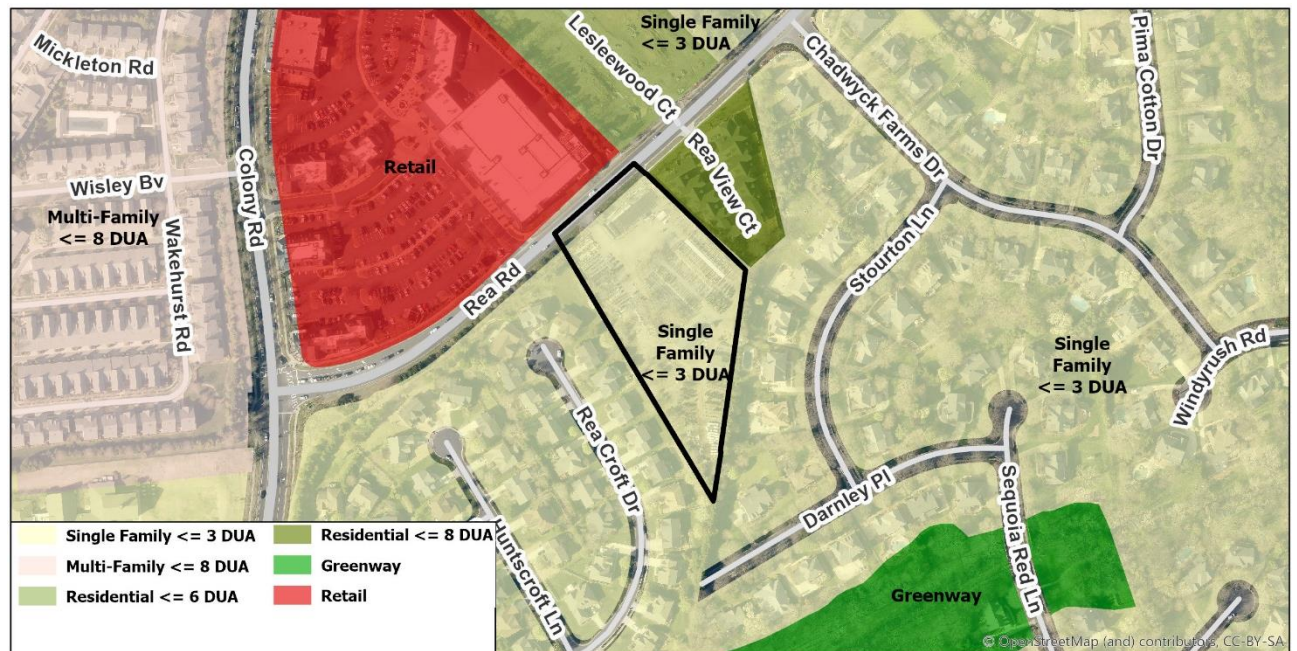 Single Family
<= 3 DUA
Mickleton Rd
Lesleewood Ct
Chadwyck Farms Dr
Pima Cotton Dr
Colony Rd
Retail
Rea View Ct
Wisley Bv
Multi-Family
<= 8 DUA
Wakehurst Rd
Stourton Ln
Rea Rd
Single
Family
<= 3 DUA
Single
Family
<= 3 DUA
Windyrush Rd
Rea Croft Dr
Darnley Pl
Sequoia Red Ln
Huntscroft Ln
Greenway
Single Family <= 3 DUA
Multi-Family <= 8 DUA
Residential <= 6 DUA
Residential <= 8 DUA
Greenway
Retail
© OpenStreetMap (and) contributors, CC-BY-SA